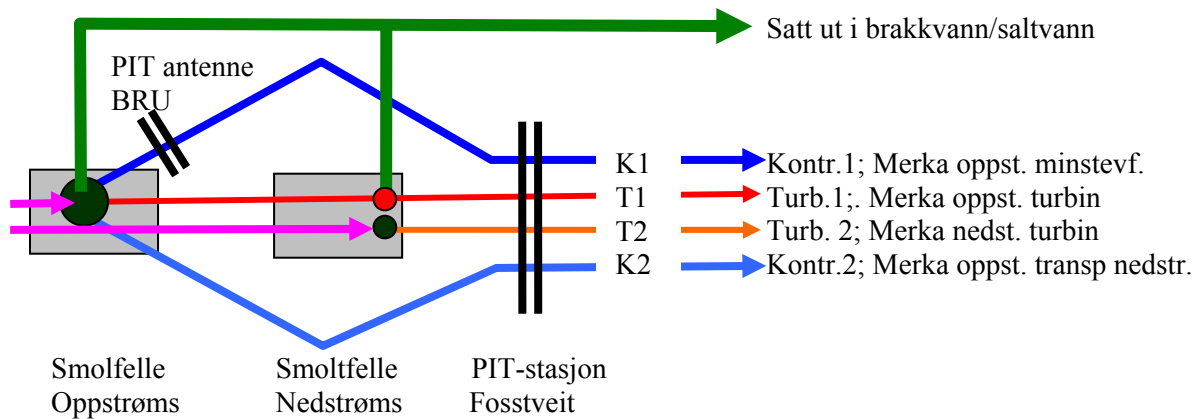 Satt ut i brakkvann/saltvann
PIT antenne
BRU
K1 Kontr.1; Merka oppst. minstevf.
T1 Turb.1;. Merka oppst. turbin
T2 Turb. 2; Merka nedst. turbin
K2 Kontr.2; Merka oppst. transp nedstr.
Smolfelle
Oppstrøms
Smoltfelle
Nedstrøms
PIT-stasjon
Fosstveit